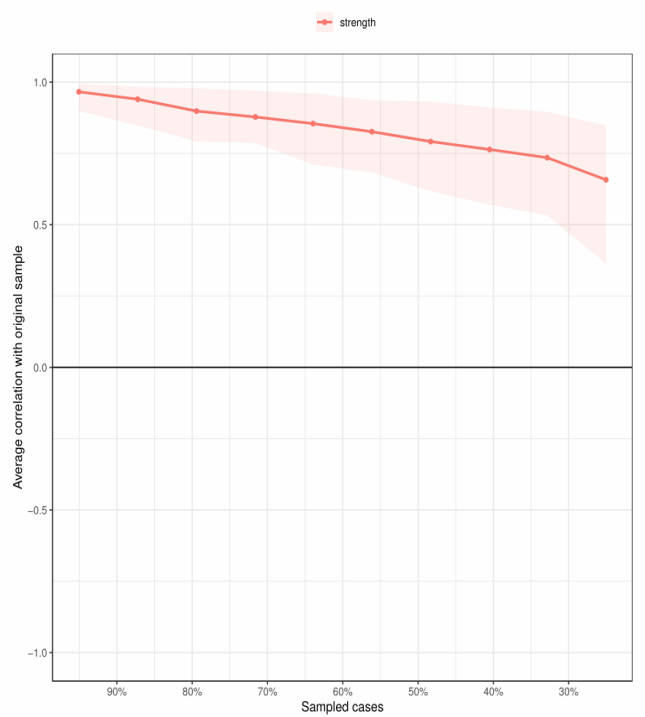 strength
1.0
0.5
0.0
−0.5
−1.0
Average correlation with original sample
90% 80% 70% 60% 50% 40% 30%
Sampled cases